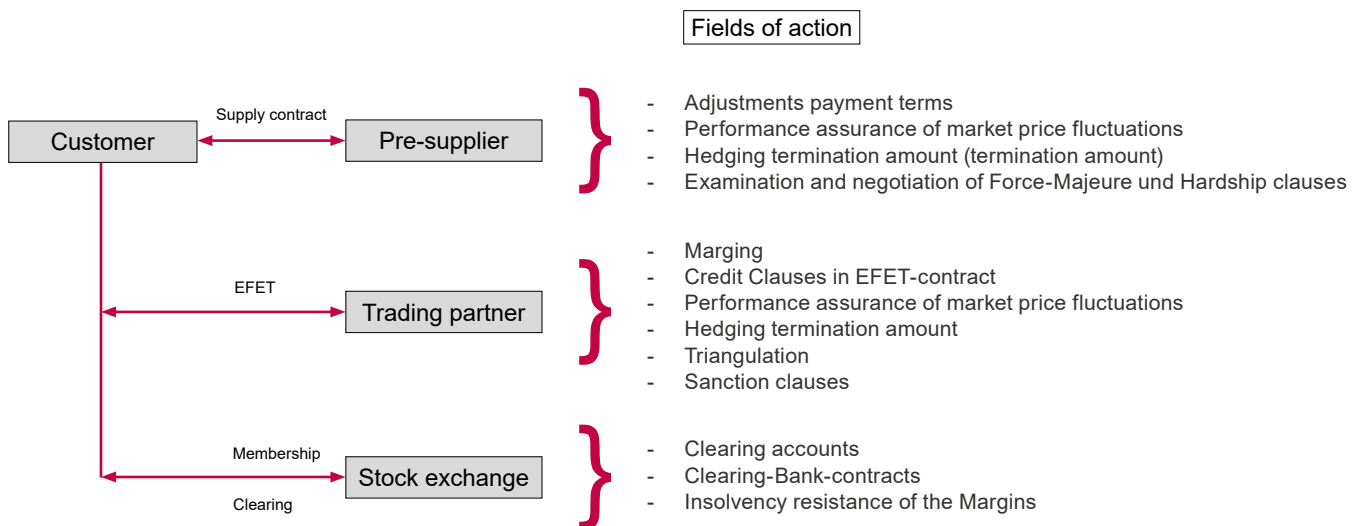 Fields of action
Supply contract
Customer
Pre-supplier
- Adjustments payment terms
- Performance assurance of market price fluctuations
- Hedging termination amount (termination amount)
- Examination and negotiation of Force-Majeure und Hardship clauses
EFET
Trading partner
- Marging
- Credit Clauses in EFET-contract
- Performance assurance of market price fluctuations
- Hedging termination amount
- Triangulation
- Sanction clauses
Membership
Stock exchange
Clearing
- Clearing accounts
- Clearing-Bank-contracts
- Insolvency resistance of the Margins